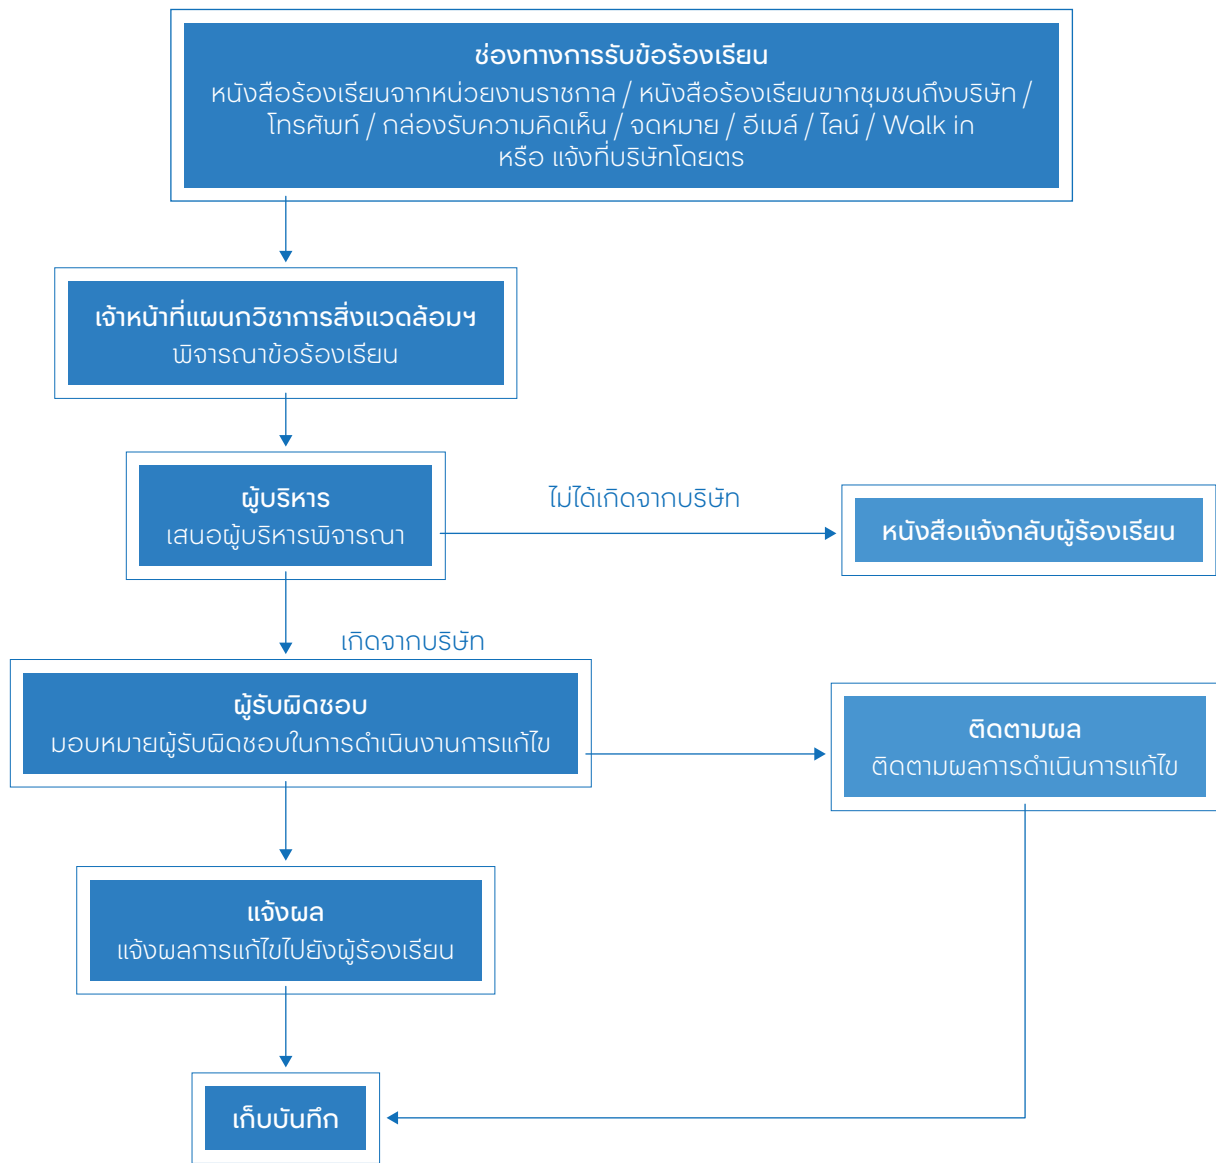 ช่องทางการรับข้อร้องเรียน
หนังสือร้องเรียนจากหน่วยงานราชกาล / หนังสือร้องเรียนขากชุมชนถึงบริษัท /
โทรศัพท์ / กล่องรับความคิดเห็น / จดหมาย / อีเมล์ / ไลน์ / Walk in
หรือ แจ้งที่บริษัทโดยตร
เจ้าหน้าที่แผนกวิชาการสิ่งแวดล้อมฯ
พิจารณาข้อร้องเรียน
ผู้บริหาร
เสนอผู้บริหารพิจารณา
ไม่ได้เกิดจากบริษัท
หนังสือแจ้งกลับผู้ร้องเรียน
เกิดจากบริษัท
ผู้รับผิดชอบ
มอบหมายผู้รับผิดชอบในการดำเนินงานการแก้ไข
ติดตามผล
ติดตามผลการดำเนินการแก้ไข
แจ้งผล
แจ้งผลการแก้ไขไปยังผู้ร้องเรียน
เก็บบันทึก